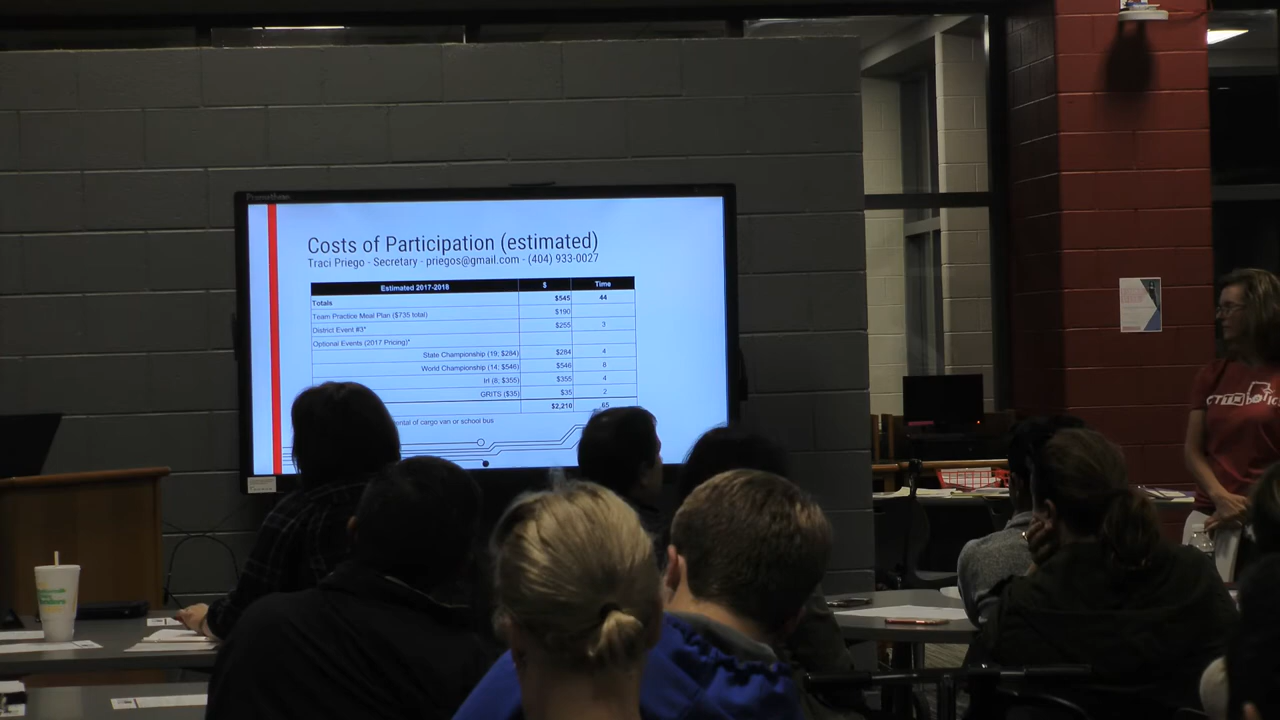 Promethean
Costs of Participation (estimated)
Traci Priego - Secretary - priegos@gmail.com - (404) 933-0027
Estimated 2017-2018 $ Time
Totals $545 44
Team Practice Meal Plan ($735 total) $190
District Event #3* $255 3
Optional Events (2017 Pricing)*
State Championship (19; $284) $284 4
World Championship (14; $546) $546 8
IRI (8; $355) $355 4
GRITS ($35) $35 2
$2,210 65
ental of cargo van or school bus